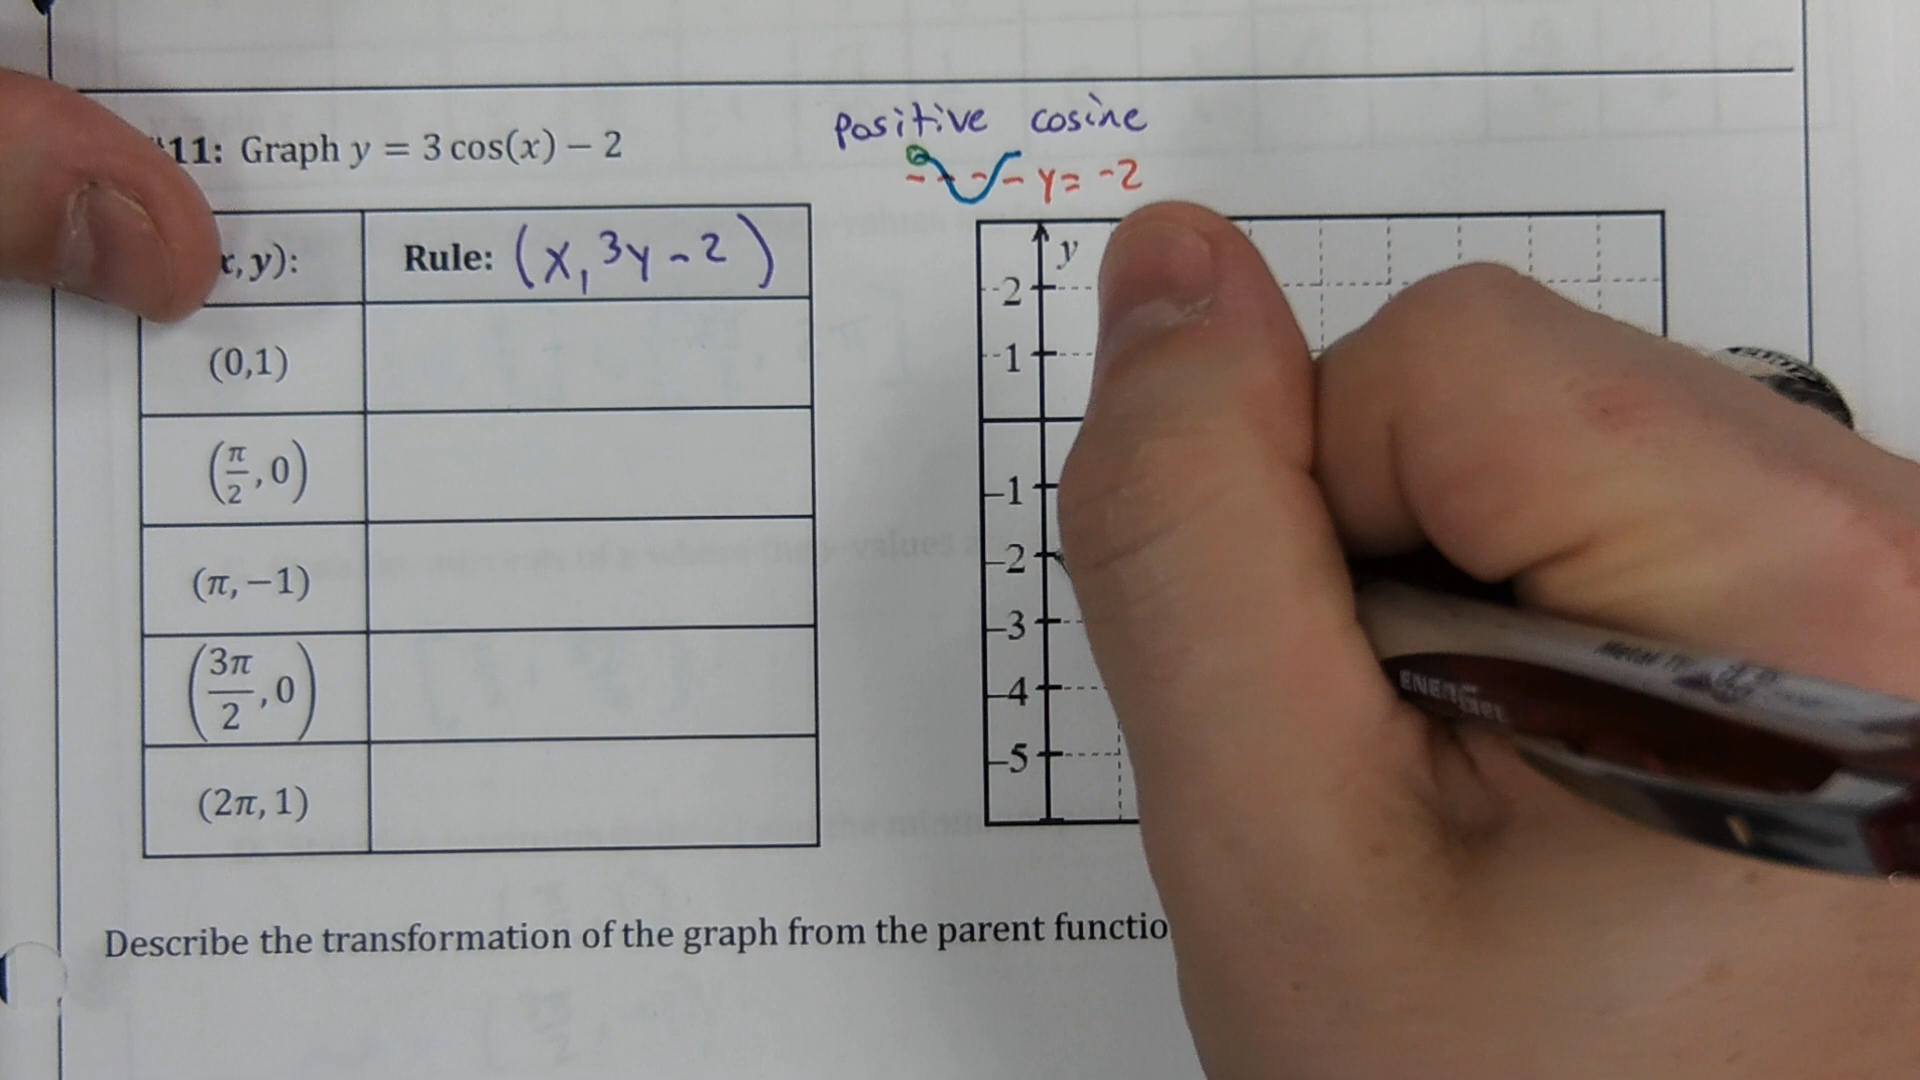 11: Graph y = 3 cos(x) − 2
positive cosine
y = -2
x, y):
Rule: (x, 3y - 2)
(0,1)
(π/2, 0)
(π, −1)
(3π/2, 0)
(2π, 1)
y
2
1
−1
−2
−3
−4
−5
ENERGEL
Describe the transformation of the graph from the parent functio